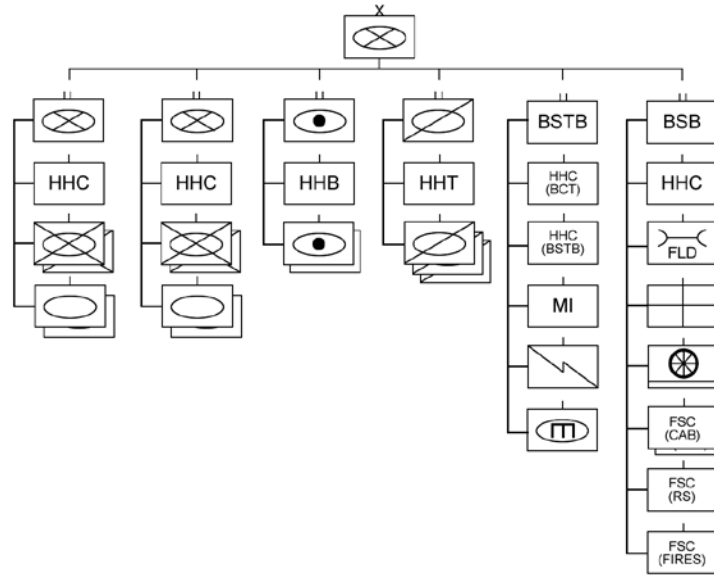 X
BSTB
BSB
HHC
HHC
HHB
HHT
HHC
(BCT)
HHC
HHC
(BSTB)
FLD
MI
FSC
(CAB)
FSC
(RS)
FSC
(FIRES)